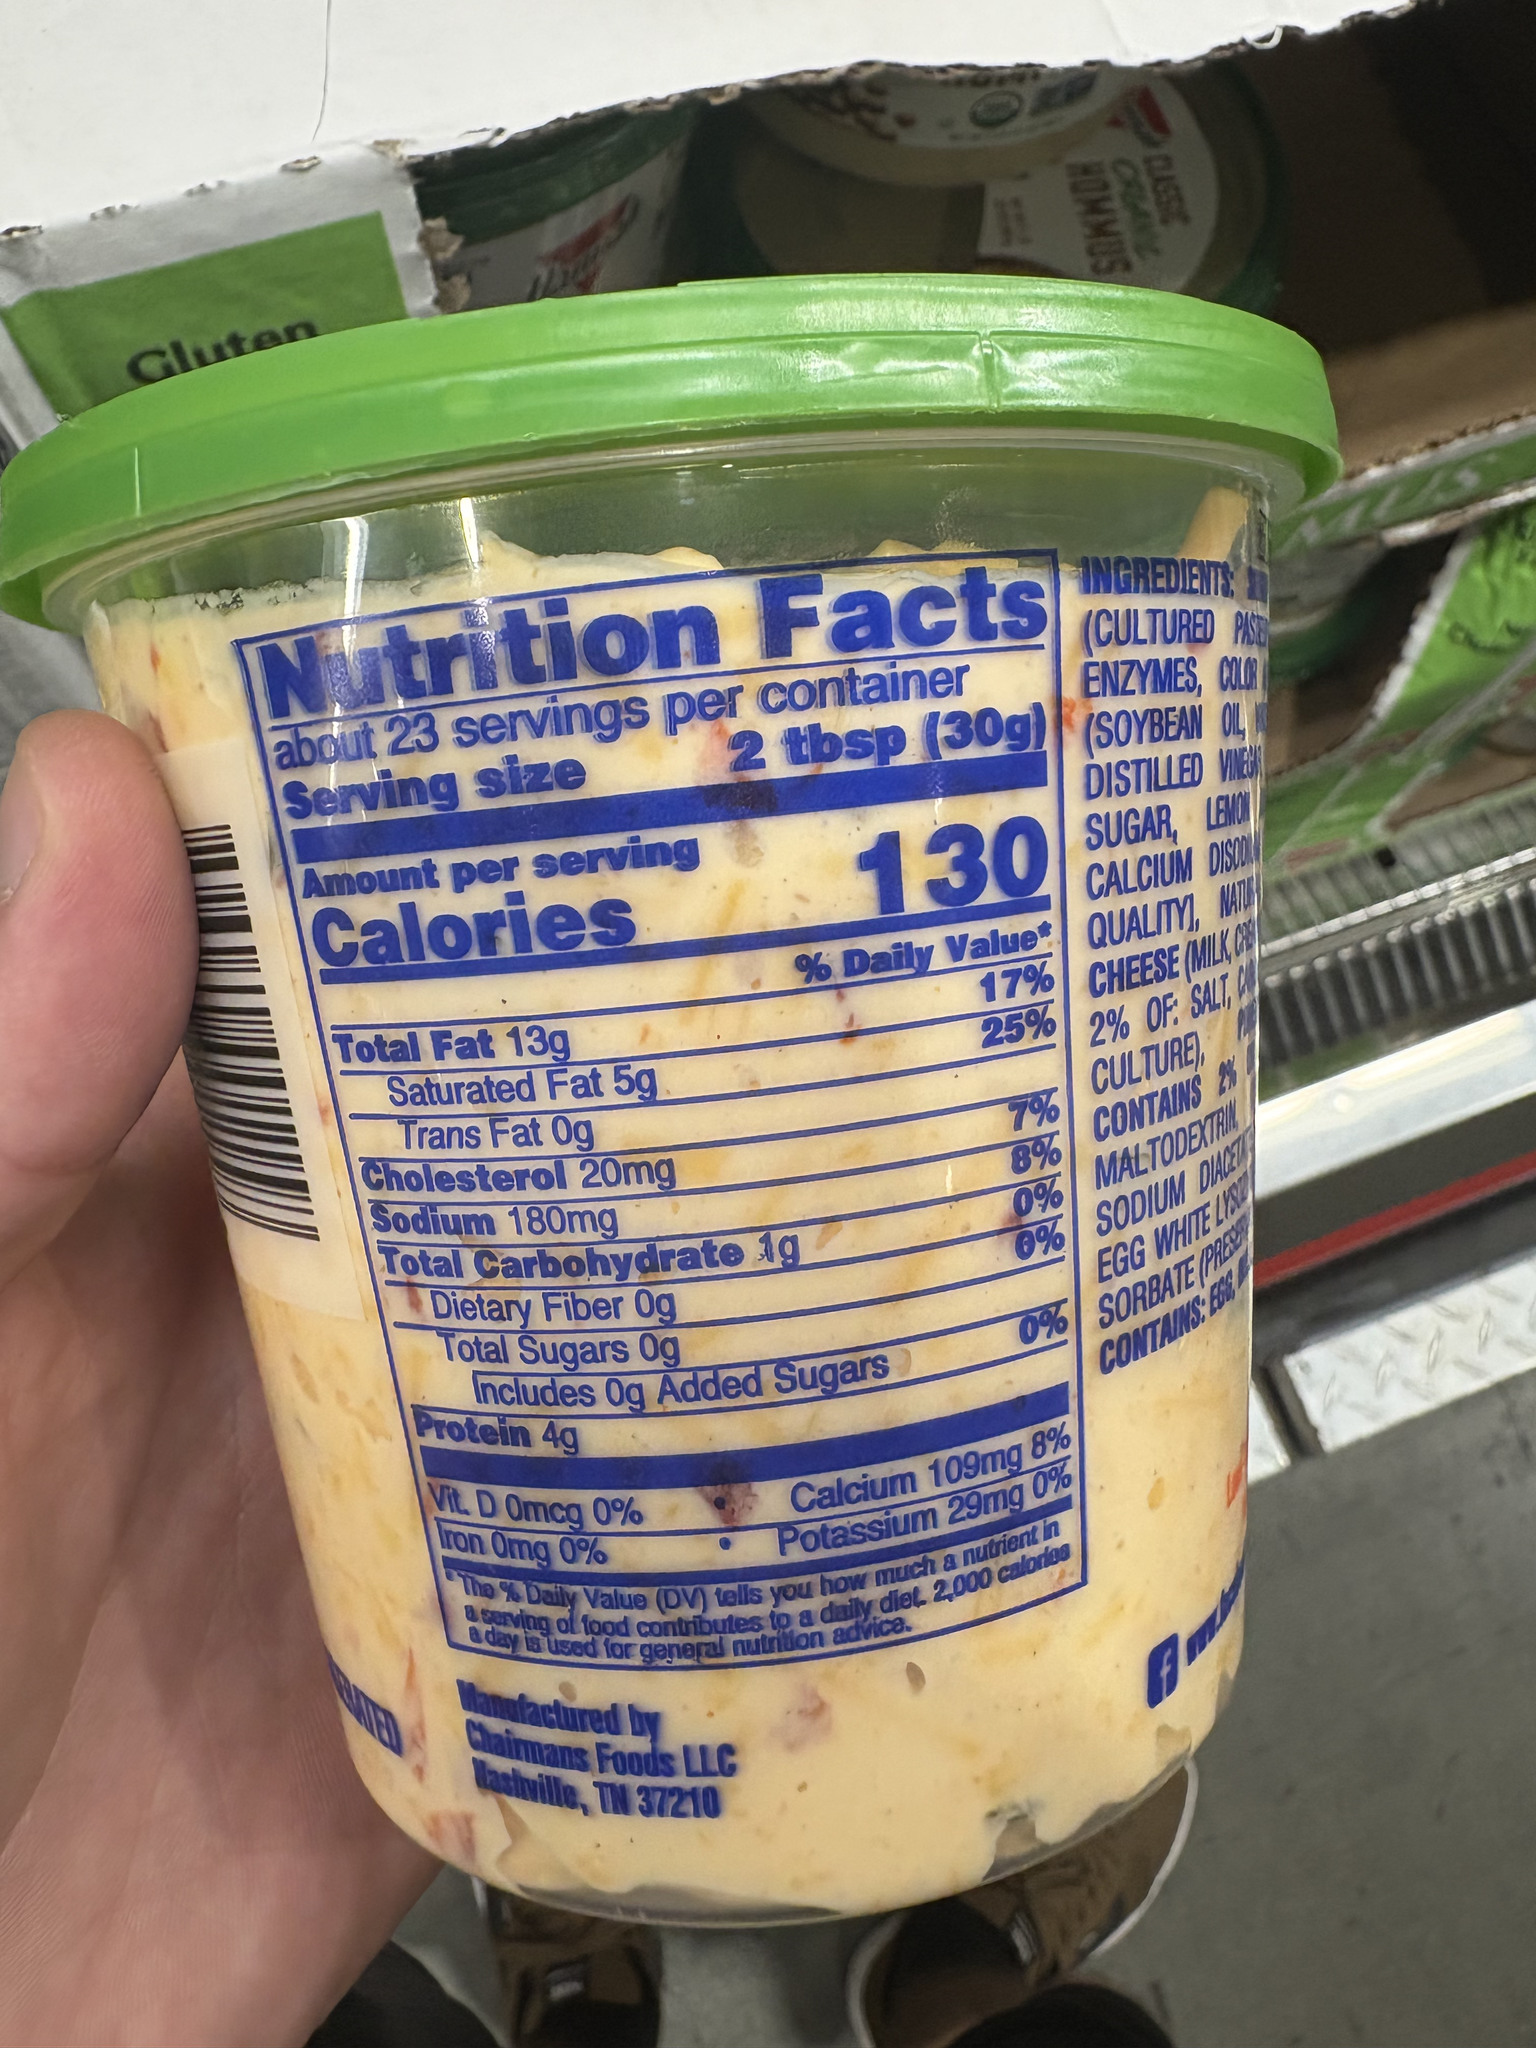 CLASSIC
ORGANIC
HOMMUS
Gluten
Nutrition Facts
about 23 servings per container
Serving size 2 tbsp (30g)
Amount per serving
Calories 130
% Daily Value*
Total Fat 13g 17%
Saturated Fat 5g 25%
Trans Fat 0g
Cholesterol 20mg 7%
Sodium 180mg 8%
Total Carbohydrate 1g 0%
Dietary Fiber 0g 0%
Total Sugars 0g
Includes 0g Added Sugars 0%
Protein 4g
Vit. D 0mcg 0% • Calcium 109mg 8%
Iron 0mg 0% • Potassium 29mg 0%
*The % Daily Value (DV) tells you how much a nutrient in
a serving of food contributes to a daily diet. 2,000 calories
a day is used for general nutrition advice.
Manufactured by
Chairmans Foods LLC
Nashville, TN 37210
INGREDIENTS:
(CULTURED
ENZYMES, COLOR
(SOYBEAN OIL,
DISTILLED
SUGAR, LEMON
CALCIUM
QUALITY),
CHEESE (MILK,
2% OF: SALT,
CULTURE),
CONTAINS 2%
MALTODEXTRIN,
SODIUM
EGG WHITE
SORBATE
CONTAINS: EGG,
f